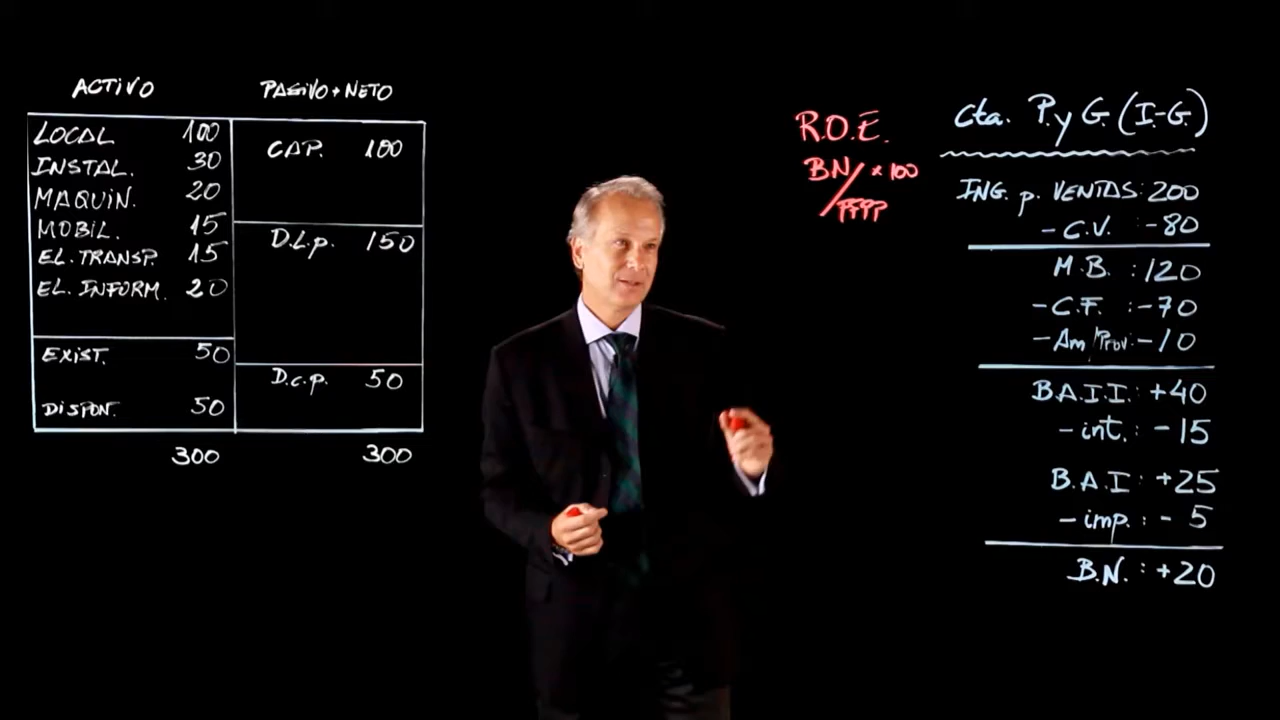 ACTIVO
LOCAL 100
INSTAL. 30
MAQUIN. 20
MOBIL. 15
EL. TRANSP. 15
EL. INFORM. 20
EXIST. 50
DISPON. 50
300
PASIVO + NETO
CAP. 100
D.L.p. 150
D.c.p. 50
300
R.O.E.
BN/ x 100
PPPP
Cta. P. y G. (I-G.)
ING. p. VENTAS: 200
- C.V. : -80
M.B. : 120
- C.F. : -70
- Am/Prov: -10
B.A.I.I. : +40
- int. : -15
B.A.I : +25
- imp. : - 5
B.N. : +20